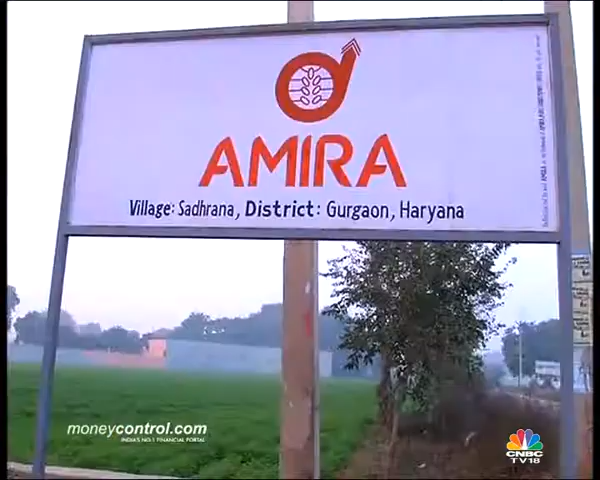 AMIRA
Village: Sadhrana, District: Gurgaon, Haryana
moneycontrol.com
INDIA'S NO.1 FINANCIAL PORTAL
CNBC
TV18